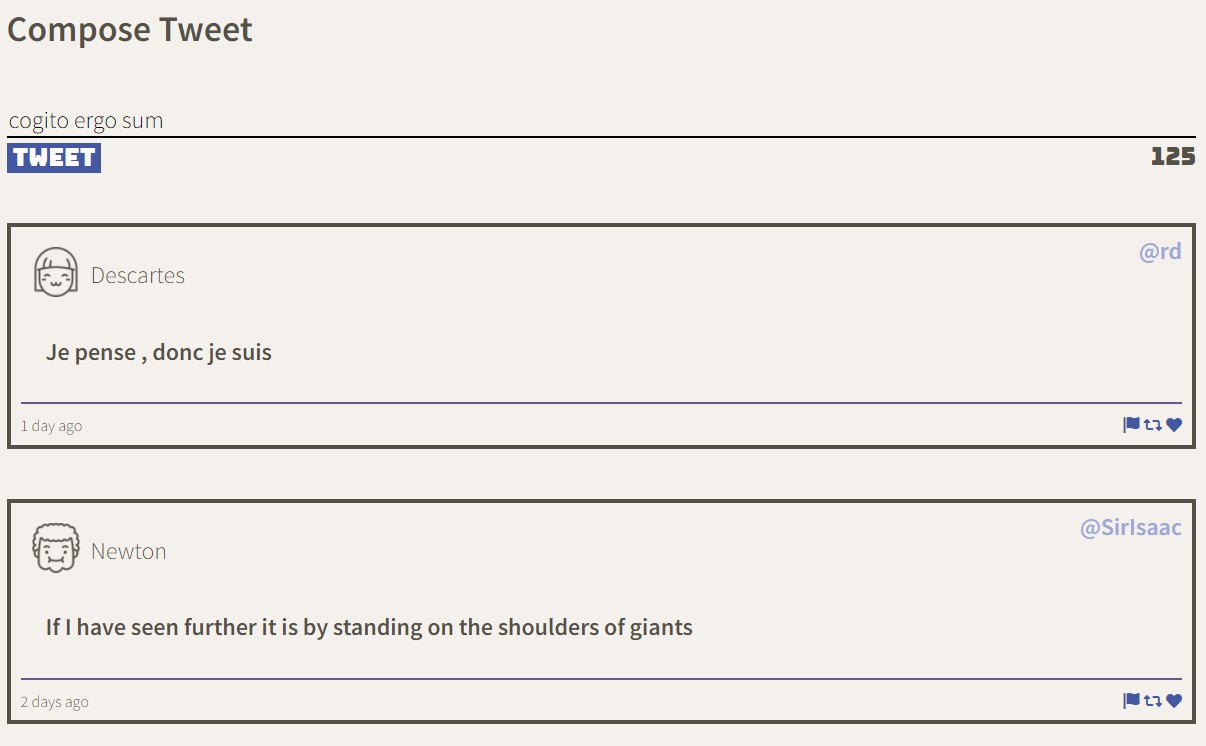 Compose Tweet
cogito ergo sum
TWEET 125
Descartes @rd
Je pense , donc je suis
1 day ago
Newton @SirIsaac
If I have seen further it is by standing on the shoulders of giants
2 days ago